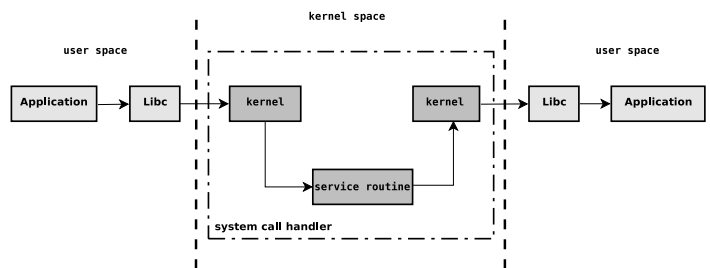 kernel space
user space
user space
Application
Libc
kernel
kernel
Libc
Application
service routine
system call handler